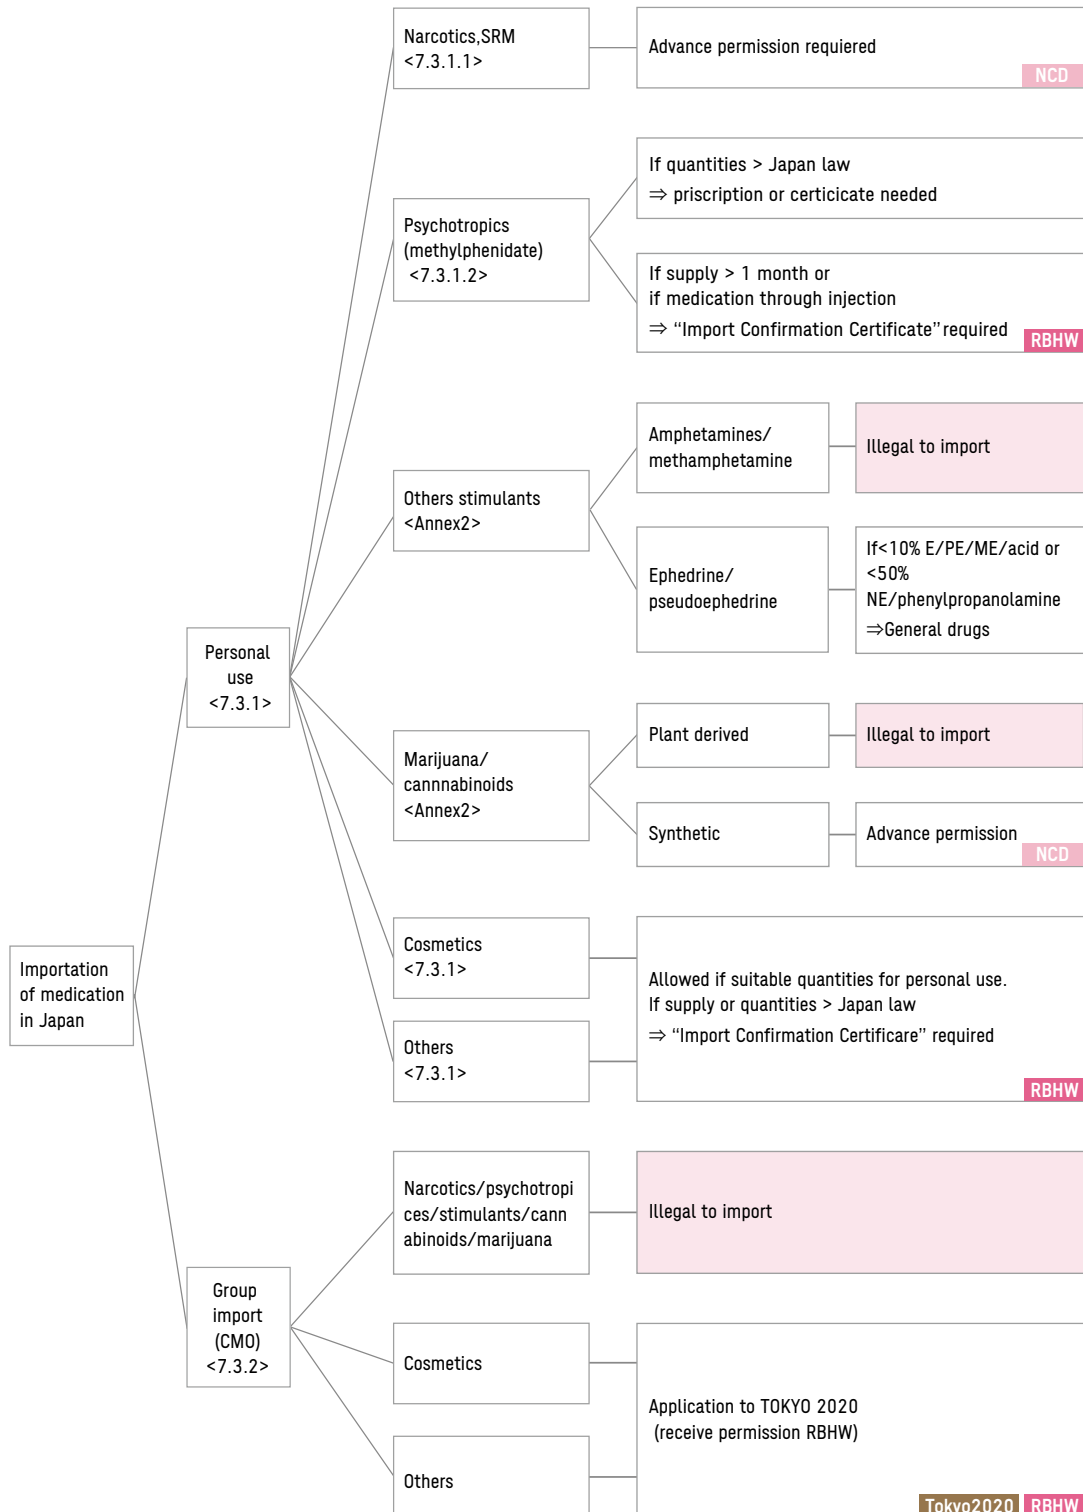 Narcotics,SRM
<7.3.1.1>
Advance permission requiered
NCD
If quantities > Japan law
⇒ priscription or certicicate needed
Psychotropics
(methylphenidate)
<7.3.1.2>
If supply > 1 month or
if medication through injection
⇒ “Import Confirmation Certificate” required
RBHW
Amphetamines/
methamphetamine
Illegal to import
Others stimulants
<Annex2>
Ephedrine/
pseudoephedrine
If<10% E/PE/ME/acid or
<50%
NE/phenylpropanolamine
⇒General drugs
Personal
use
<7.3.1>
Plant derived
Illegal to import
Marijuana/
cannnabinoids
<Annex2>
Synthetic
Advance permission
NCD
Cosmetics
<7.3.1>
Importation
of medication
in Japan
Allowed if suitable quantities for personal use.
If supply or quantities > Japan law
⇒ “Import Confirmation Certificare” required
RBHW
Others
<7.3.1>
Narcotics/psychotropi
ces/stimulants/cann
abinoids/marijuana
Illegal to import
Group
import
(CMO)
<7.3.2>
Cosmetics
Application to TOKYO 2020
(receive permission RBHW)
Others
Tokyo2020 RBHW